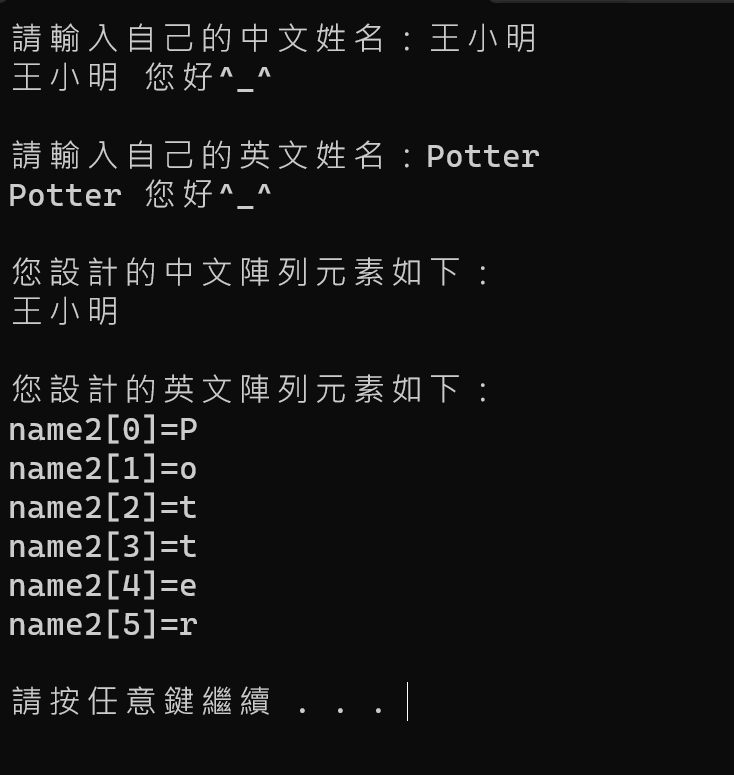 請輸入自己的中文姓名：王小明
王小明 您好^_^
請輸入自己的英文姓名：Potter
Potter 您好^_^
您設計的中文陣列元素如下：
王小明
您設計的英文陣列元素如下：
name2[0]=P
name2[1]=o
name2[2]=t
name2[3]=t
name2[4]=e
name2[5]=r
請按任意鍵繼續 . . .